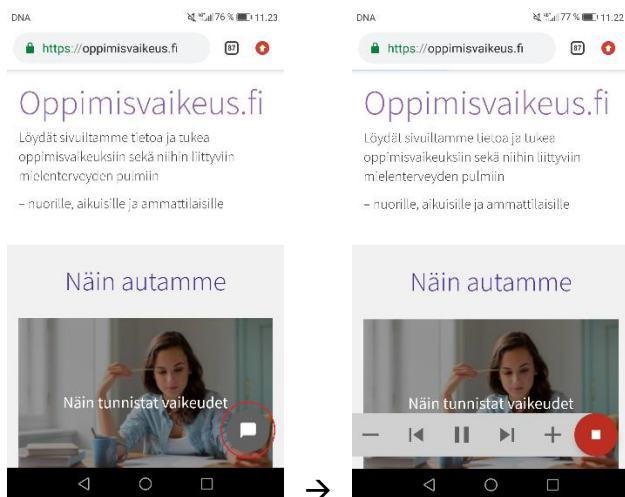 DNA 76 % 11.23
https://oppimisvaikeus.fi 87
Oppimisvaikeus.fi
Löydät sivuiltamme tietoa ja tukea
oppimisvaikeuksiin sekä niihin liittyviin
mielenterveyden pulmiin
– nuorille, aikuisille ja ammattilaisille
Näin autamme
Näin tunnistat vaikeudet
→
DNA 77 % 11.22
https://oppimisvaikeus.fi 87
Oppimisvaikeus.fi
Löydät sivuiltamme tietoa ja tukea
oppimisvaikeuksiin sekä niihin liittyviin
mielenterveyden pulmiin
– nuorille, aikuisille ja ammattilaisille
Näin autamme
Näin tunnistat vaikeudet